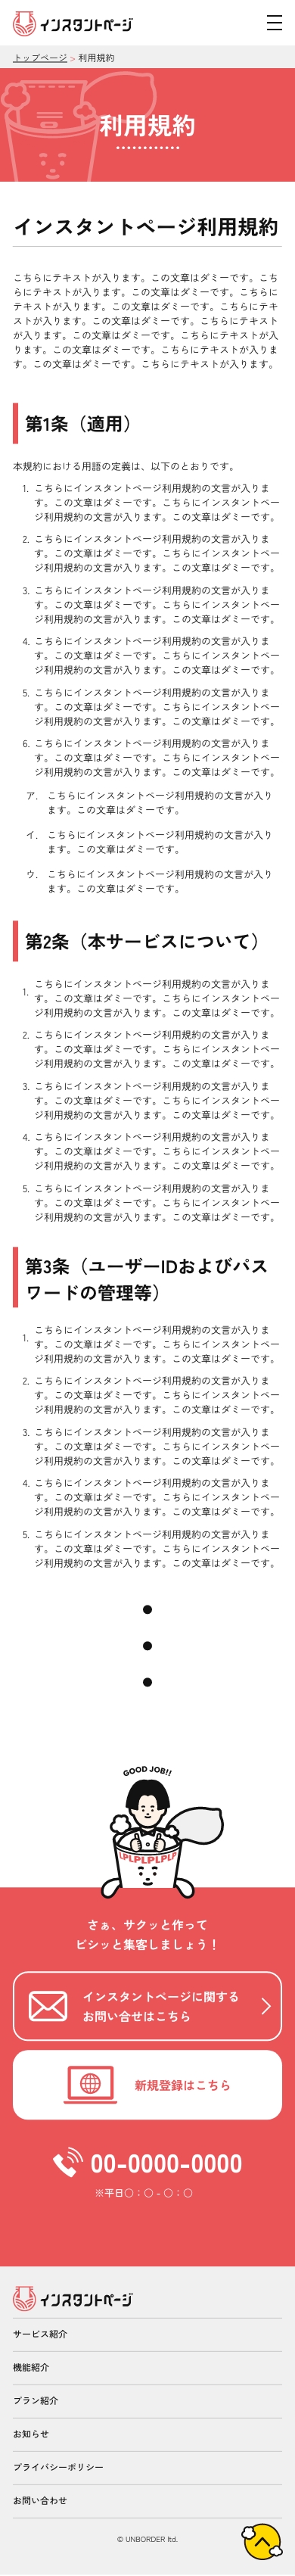 インスタントページ
トップページ > 利用規約
利用規約
インスタントページ利用規約
こちらにテキストが入ります。この文章はダミーです。こち
らにテキストが入ります。この文章はダミーです。こちらに
テキストが入ります。この文章はダミーです。こちらにテキ
ストが入ります。この文章はダミーです。こちらにテキスト
が入ります。この文章はダミーです。こちらにテキストが入
ります。この文章はダミーです。こちらにテキストが入りま
す。この文章はダミーです。こちらにテキストが入ります。
第1条（適用）
本規約における用語の定義は、以下のとおりです。
1. こちらにインスタントページ利用規約の文言が入りま
す。この文章はダミーです。こちらにインスタントペー
ジ利用規約の文言が入ります。この文章はダミーです。
2. こちらにインスタントページ利用規約の文言が入りま
す。この文章はダミーです。こちらにインスタントペー
ジ利用規約の文言が入ります。この文章はダミーです。
3. こちらにインスタントページ利用規約の文言が入りま
す。この文章はダミーです。こちらにインスタントペー
ジ利用規約の文言が入ります。この文章はダミーです。
4. こちらにインスタントページ利用規約の文言が入りま
す。この文章はダミーです。こちらにインスタントペー
ジ利用規約の文言が入ります。この文章はダミーです。
5. こちらにインスタントページ利用規約の文言が入りま
す。この文章はダミーです。こちらにインスタントペー
ジ利用規約の文言が入ります。この文章はダミーです。
6. こちらにインスタントページ利用規約の文言が入りま
す。この文章はダミーです。こちらにインスタントペー
ジ利用規約の文言が入ります。この文章はダミーです。
ア. こちらにインスタントページ利用規約の文言が入り
ます。この文章はダミーです。
イ. こちらにインスタントページ利用規約の文言が入り
ます。この文章はダミーです。
ウ. こちらにインスタントページ利用規約の文言が入り
ます。この文章はダミーです。
第2条（本サービスについて）
1. こちらにインスタントページ利用規約の文言が入りま
す。この文章はダミーです。こちらにインスタントペー
ジ利用規約の文言が入ります。この文章はダミーです。
2. こちらにインスタントページ利用規約の文言が入りま
す。この文章はダミーです。こちらにインスタントペー
ジ利用規約の文言が入ります。この文章はダミーです。
3. こちらにインスタントページ利用規約の文言が入りま
す。この文章はダミーです。こちらにインスタントペー
ジ利用規約の文言が入ります。この文章はダミーです。
4. こちらにインスタントページ利用規約の文言が入りま
す。この文章はダミーです。こちらにインスタントペー
ジ利用規約の文言が入ります。この文章はダミーです。
5. こちらにインスタントページ利用規約の文言が入りま
す。この文章はダミーです。こちらにインスタントペー
ジ利用規約の文言が入ります。この文章はダミーです。
第3条（ユーザーIDおよびパス
ワードの管理等）
1. こちらにインスタントページ利用規約の文言が入りま
す。この文章はダミーです。こちらにインスタントペー
ジ利用規約の文言が入ります。この文章はダミーです。
2. こちらにインスタントページ利用規約の文言が入りま
す。この文章はダミーです。こちらにインスタントペー
ジ利用規約の文言が入ります。この文章はダミーです。
3. こちらにインスタントページ利用規約の文言が入りま
す。この文章はダミーです。こちらにインスタントペー
ジ利用規約の文言が入ります。この文章はダミーです。
4. こちらにインスタントページ利用規約の文言が入りま
す。この文章はダミーです。こちらにインスタントペー
ジ利用規約の文言が入ります。この文章はダミーです。
5. こちらにインスタントページ利用規約の文言が入りま
す。この文章はダミーです。こちらにインスタントペー
ジ利用規約の文言が入ります。この文章はダミーです。
GOOD JOB!!
LPLPLPLPLP
さぁ、サクッと作って
ビシッと集客しましょう！
インスタントページに関する
お問い合せはこちら
新規登録はこちら
00-0000-0000
※平日〇：〇 - 〇：〇
インスタントページ
サービス紹介
機能紹介
プラン紹介
お知らせ
プライバシーポリシー
お問い合わせ
© UNBORDER ltd.